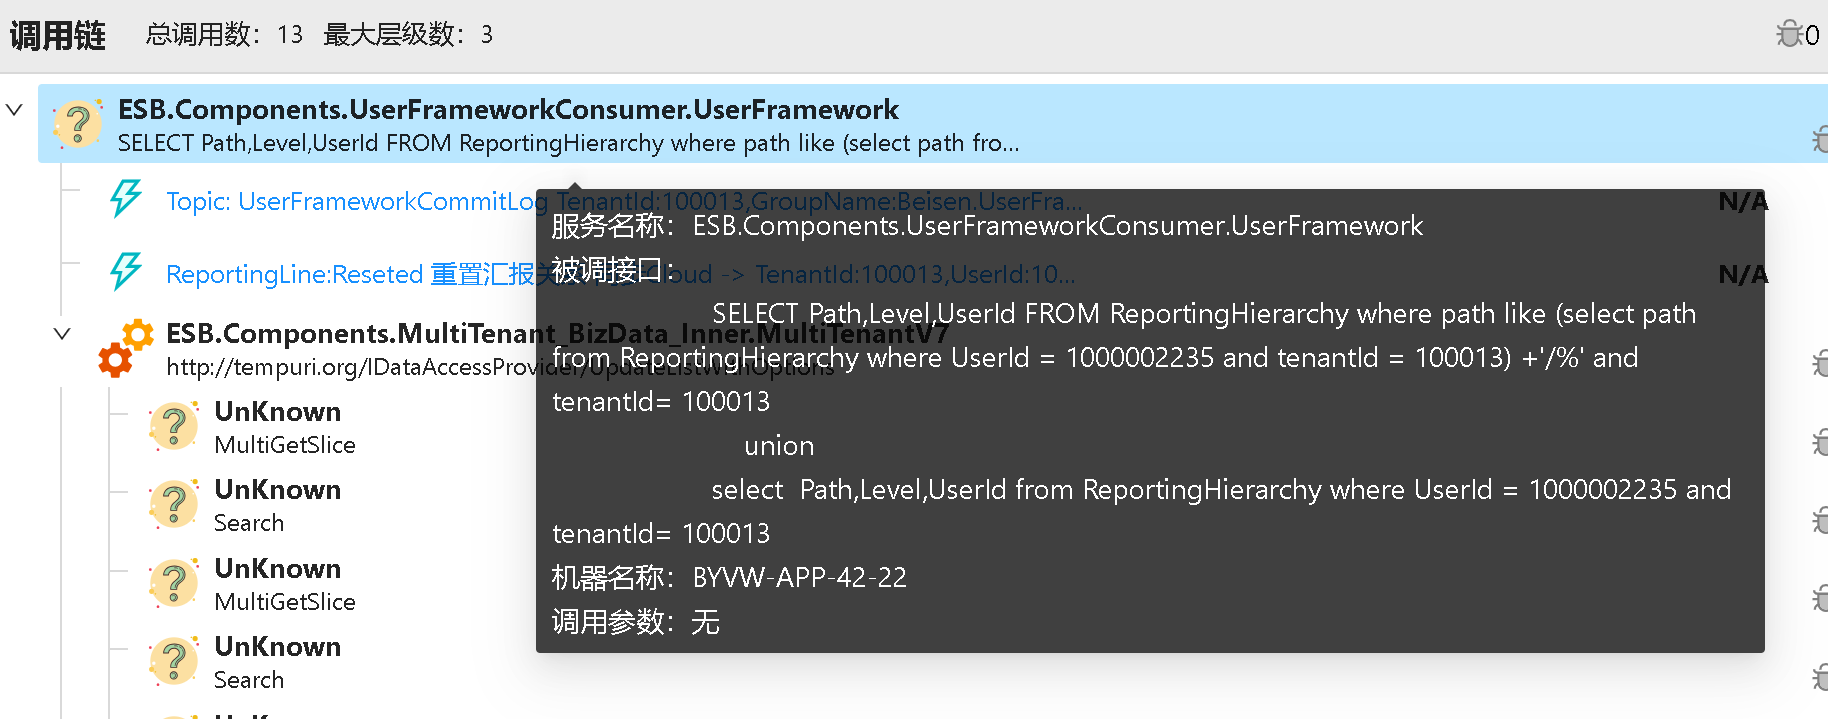 调用链 总调用数：13 最大层级数：3 0
ESB.Components.UserFrameworkConsumer.UserFramework
SELECT Path,Level,UserId FROM ReportingHierarchy where path like (select path fro...
Topic: UserFrameworkCommitLog TenantId:100013,GroupName:Beisen.UserFra... N/A
服务名称：ESB.Components.UserFrameworkConsumer.UserFramework
被调接口：
ReportingLine:Reseted 重置汇报关 Cloud -> TenantId:100013,UserId:10... N/A
SELECT Path,Level,UserId FROM ReportingHierarchy where path like (select path
ESB.Components.MultiTenant_BizData_Inner.MultiTenantV7
from ReportingHierarchy where UserId = 1000002235 and tenantId = 100013) +'/%' and
http://tempuri.org/IDataAccessProvider/UpdateListWithOptions
tenantId= 100013
UnKnown
MultiGetSlice
union
UnKnown
select Path,Level,UserId from ReportingHierarchy where UserId = 1000002235 and
Search
tenantId= 100013
UnKnown
机器名称：BYVW-APP-42-22
MultiGetSlice
调用参数：无
UnKnown
Search